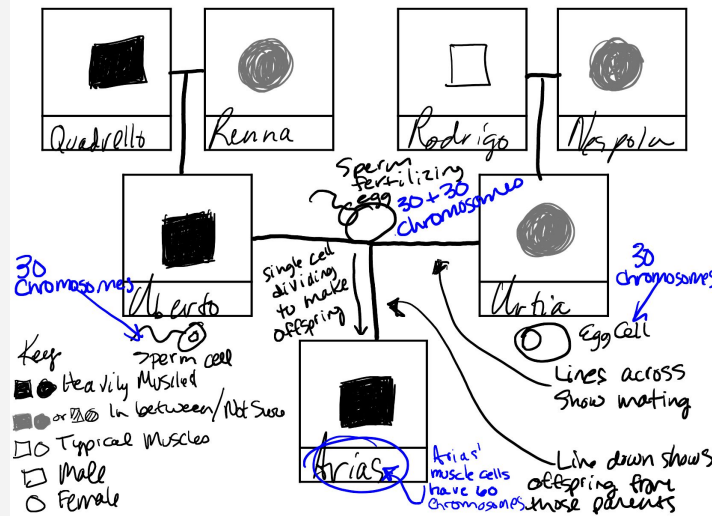 Quadrello
Renna
Rodrigo
Nespola
Sperm
fertilizing
egg
30 + 30
Chromosomes
30
Chromosomes
Oberto
Sperm cell
single cell
dividing
to make
offspring
Urtia
30
Chromosomes
Egg Cell
Key
Heavily Muscled
or In between/Not Sure
Typical Muscles
Male
Female
Arias
Arias'
muscle cells
have 60
Chromosomes
Lines across
Show mating
Line down shows
offspring from
those parents